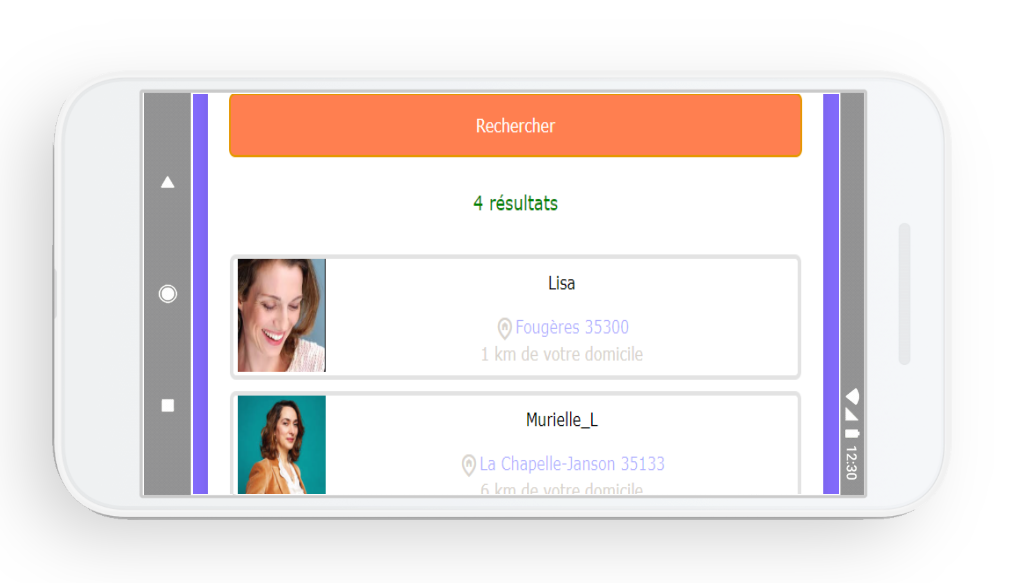 Rechercher
4 résultats
Lisa
Fougères 35300
1 km de votre domicile
Murielle_L
La Chapelle-Janson 35133
6 km de votre domicile
12:30